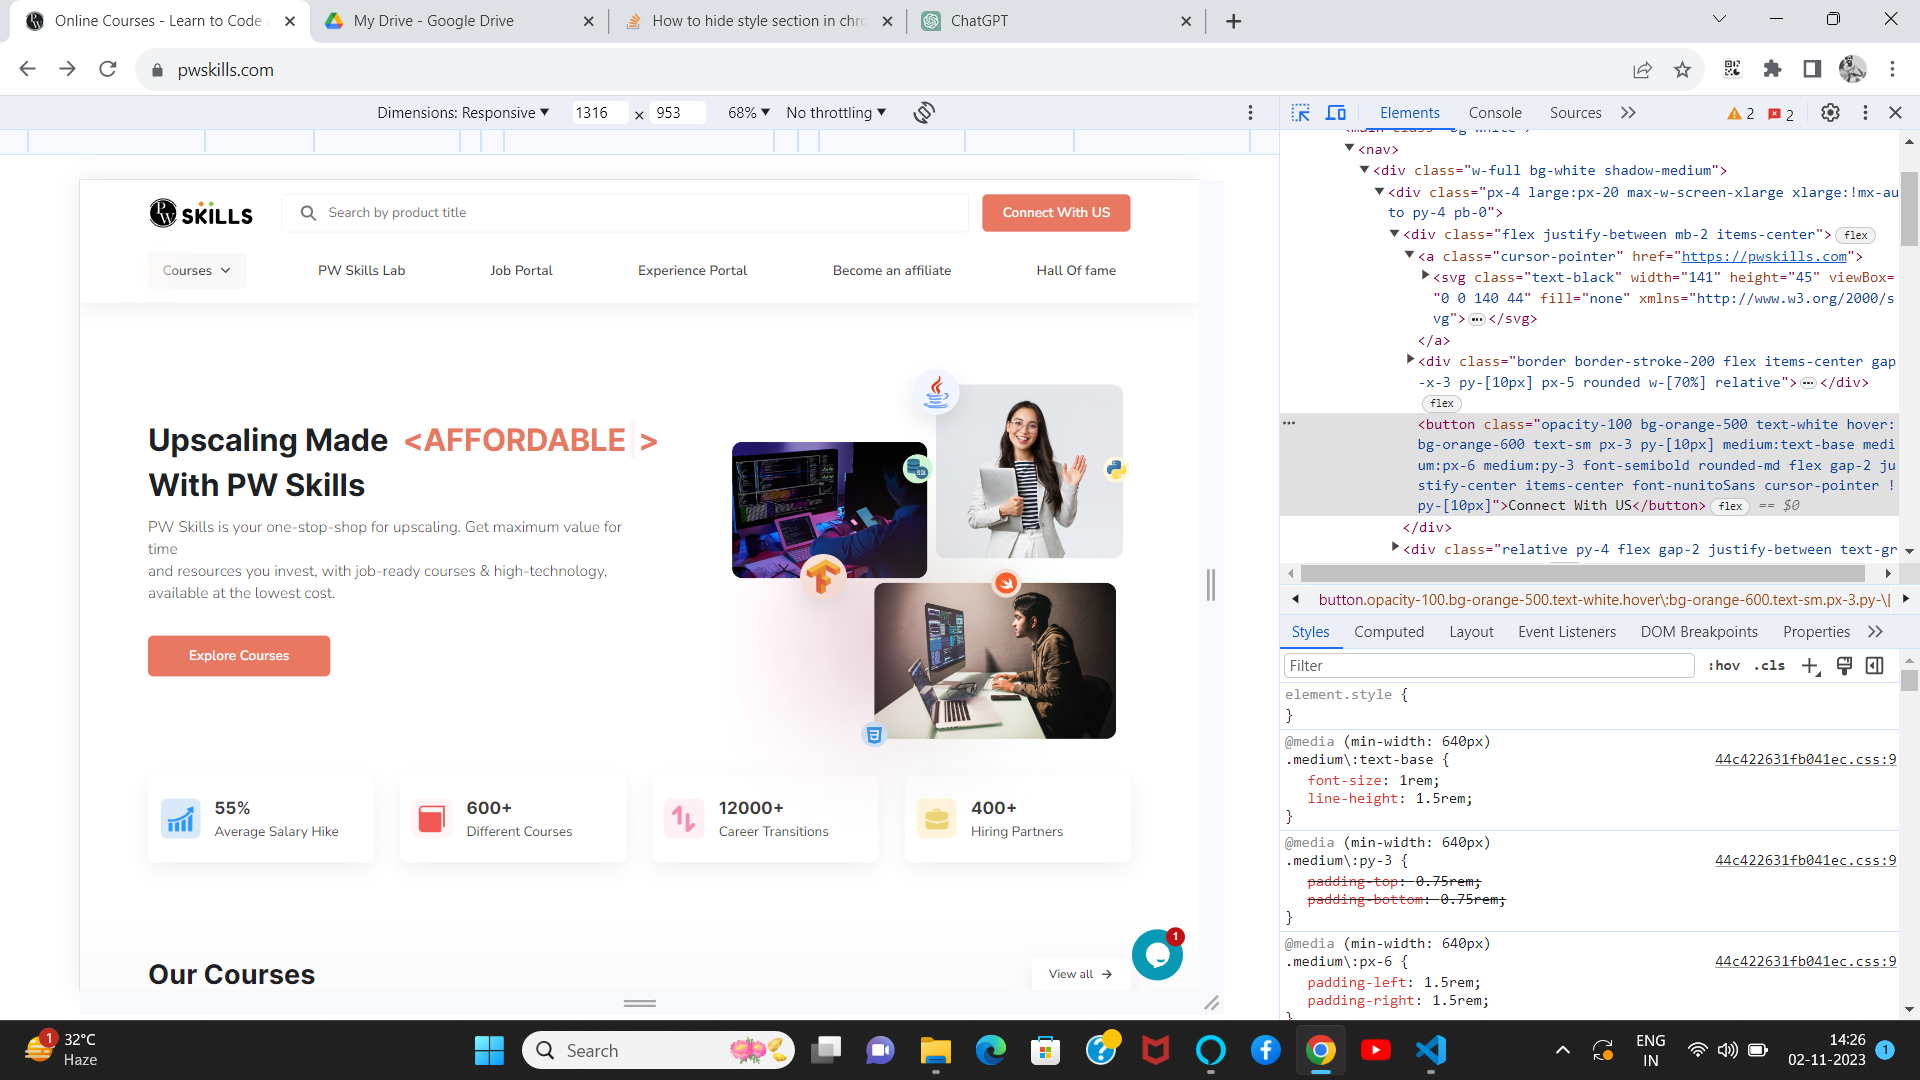 Online Courses - Learn to Code
My Drive - Google Drive
How to hide style section in chro
ChatGPT
pwskills.com
Dimensions: Responsive
1316 × 953
68%
No throttling
Elements
Console
Sources
2
2
PW SKILLS
Search by product title
Connect With US
Courses
PW Skills Lab
Job Portal
Experience Portal
Become an affiliate
Hall Of fame
Upscaling Made <AFFORDABLE >
With PW Skills
PW Skills is your one-stop-shop for upscaling. Get maximum value for
time
and resources you invest, with job-ready courses & high-technology,
available at the lowest cost.
Explore Courses
SQL
55%
Average Salary Hike
600+
Different Courses
12000+
Career Transitions
400+
Hiring Partners
Our Courses
View all →
1
<nav>
<div class="w-full bg-white shadow-medium">
<div class="px-4 large:px-20 max-w-screen-xlarge xlarge:!mx-au
to py-4 pb-0">
<div class="flex justify-between mb-2 items-center"> flex
<a class="cursor-pointer" href="https://pwskills.com">
<svg class="text-black" width="141" height="45" viewBox=
"0 0 140 44" fill="none" xmlns="http://www.w3.org/2000/s
vg">…</svg>
</a>
<div class="border border-stroke-200 flex items-center gap
-x-3 py-[10px] px-5 rounded w-[70%] relative">…</div>
flex
<button class="opacity-100 bg-orange-500 text-white hover:
bg-orange-600 text-sm px-3 py-[10px] medium:text-base medi
um:px-6 medium:py-3 font-semibold rounded-md flex gap-2 ju
stify-center items-center font-nunitoSans cursor-pointer !
py-[10px]">Connect With US</button> flex == $0
</div>
<div class="relative py-4 flex gap-2 justify-between text-gr
button.opacity-100.bg-orange-500.text-white.hover\:bg-orange-600.text-sm.px-3.py-\[
Styles
Computed
Layout
Event Listeners
DOM Breakpoints
Properties
Filter
:hov .cls
element.style {
}
@media (min-width: 640px)
.medium\:text-base {
44c422631fb041ec.css:9
font-size: 1rem;
line-height: 1.5rem;
}
@media (min-width: 640px)
.medium\:py-3 {
44c422631fb041ec.css:9
padding-top: 0.75rem;
padding-bottom: 0.75rem;
}
@media (min-width: 640px)
.medium\:px-6 {
44c422631fb041ec.css:9
padding-left: 1.5rem;
padding-right: 1.5rem;
}
1
32°C
Haze
Search
ENG
IN
14:26
02-11-2023
1